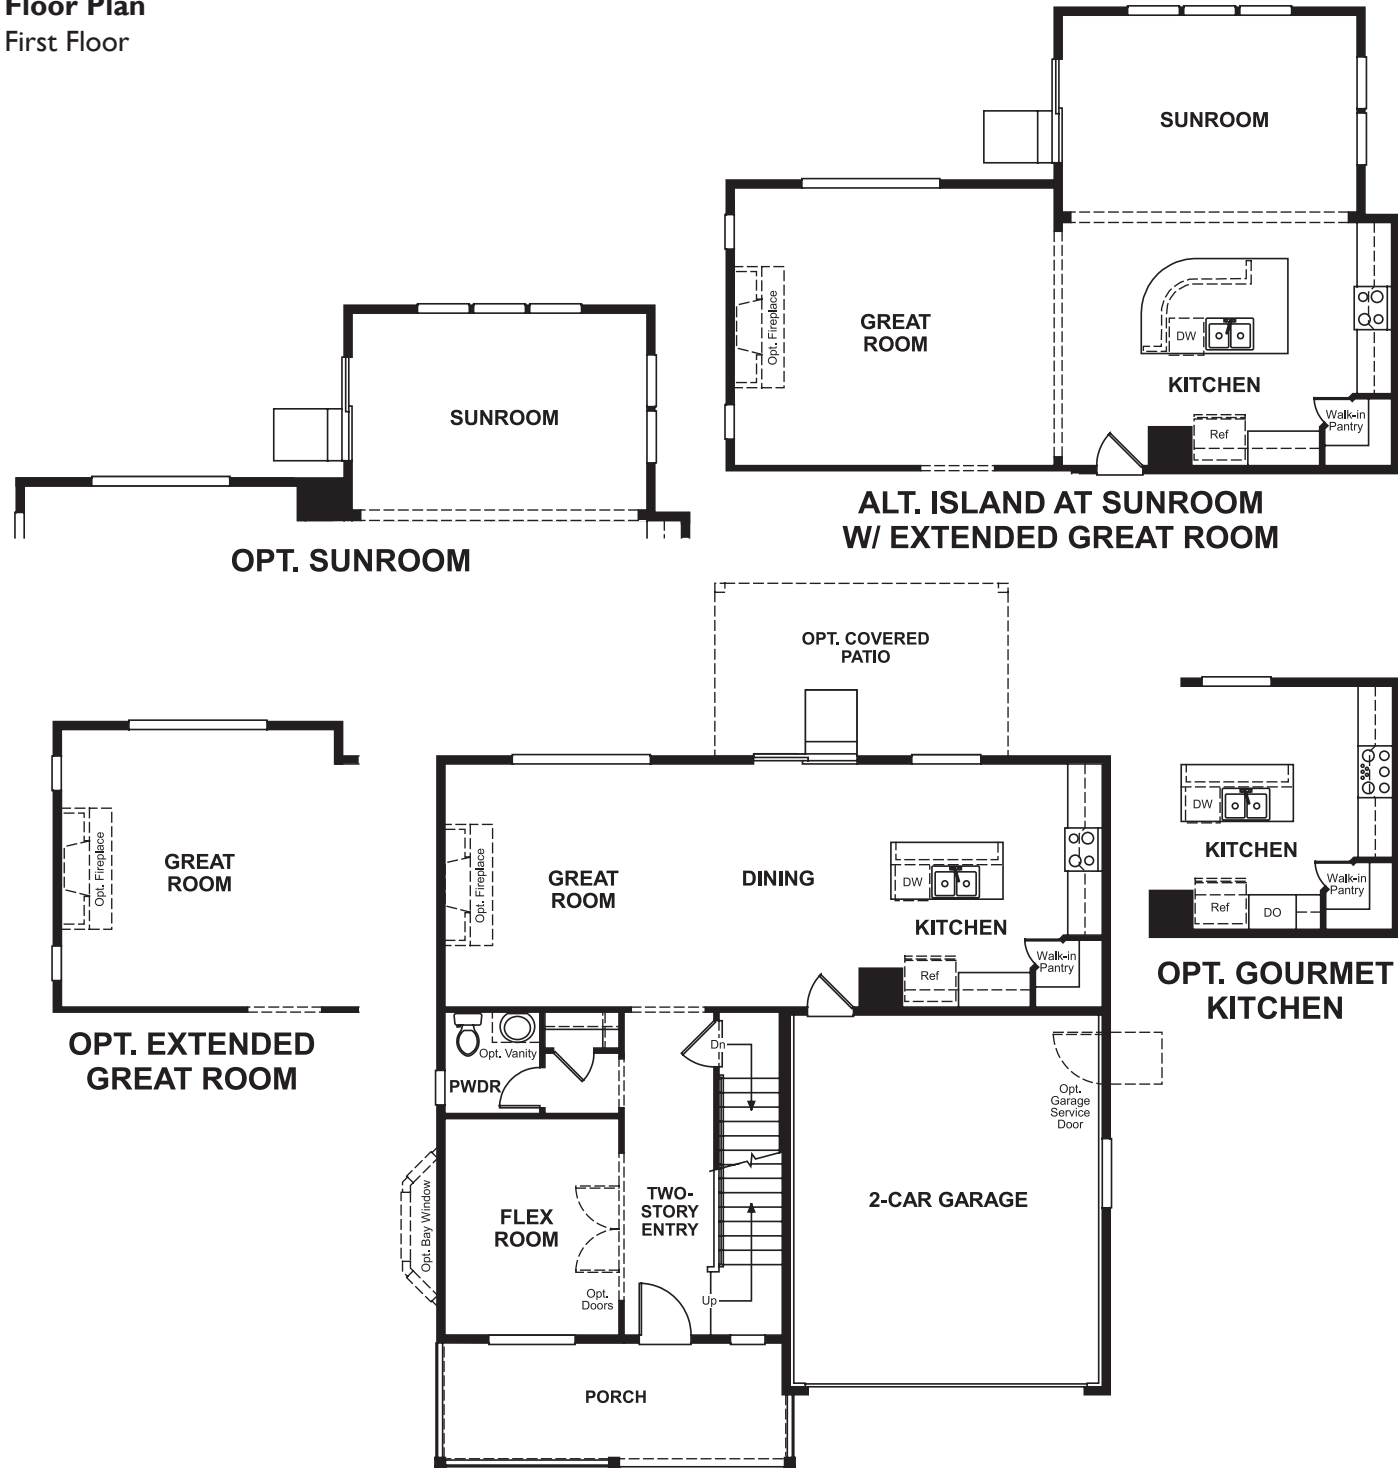 Floor Plan
First Floor
SUNROOM
GREAT
ROOM
Opt. Fireplace
DW
KITCHEN
Ref
Walk-in
Pantry
ALT. ISLAND AT SUNROOM
W/ EXTENDED GREAT ROOM
SUNROOM
OPT. SUNROOM
OPT. COVERED
PATIO
GREAT
ROOM
Opt. Fireplace
OPT. EXTENDED
GREAT ROOM
GREAT
ROOM
Opt. Fireplace
DINING
DW
KITCHEN
Ref
Walk-in
Pantry
DW
KITCHEN
Ref
DO
Walk-in
Pantry
OPT. GOURMET
KITCHEN
Opt. Vanity
PWDR
Dn
Opt.
Garage
Service
Door
Opt. Bay Window
FLEX
ROOM
TWO-
STORY
ENTRY
2-CAR GARAGE
Opt.
Doors
Up
PORCH